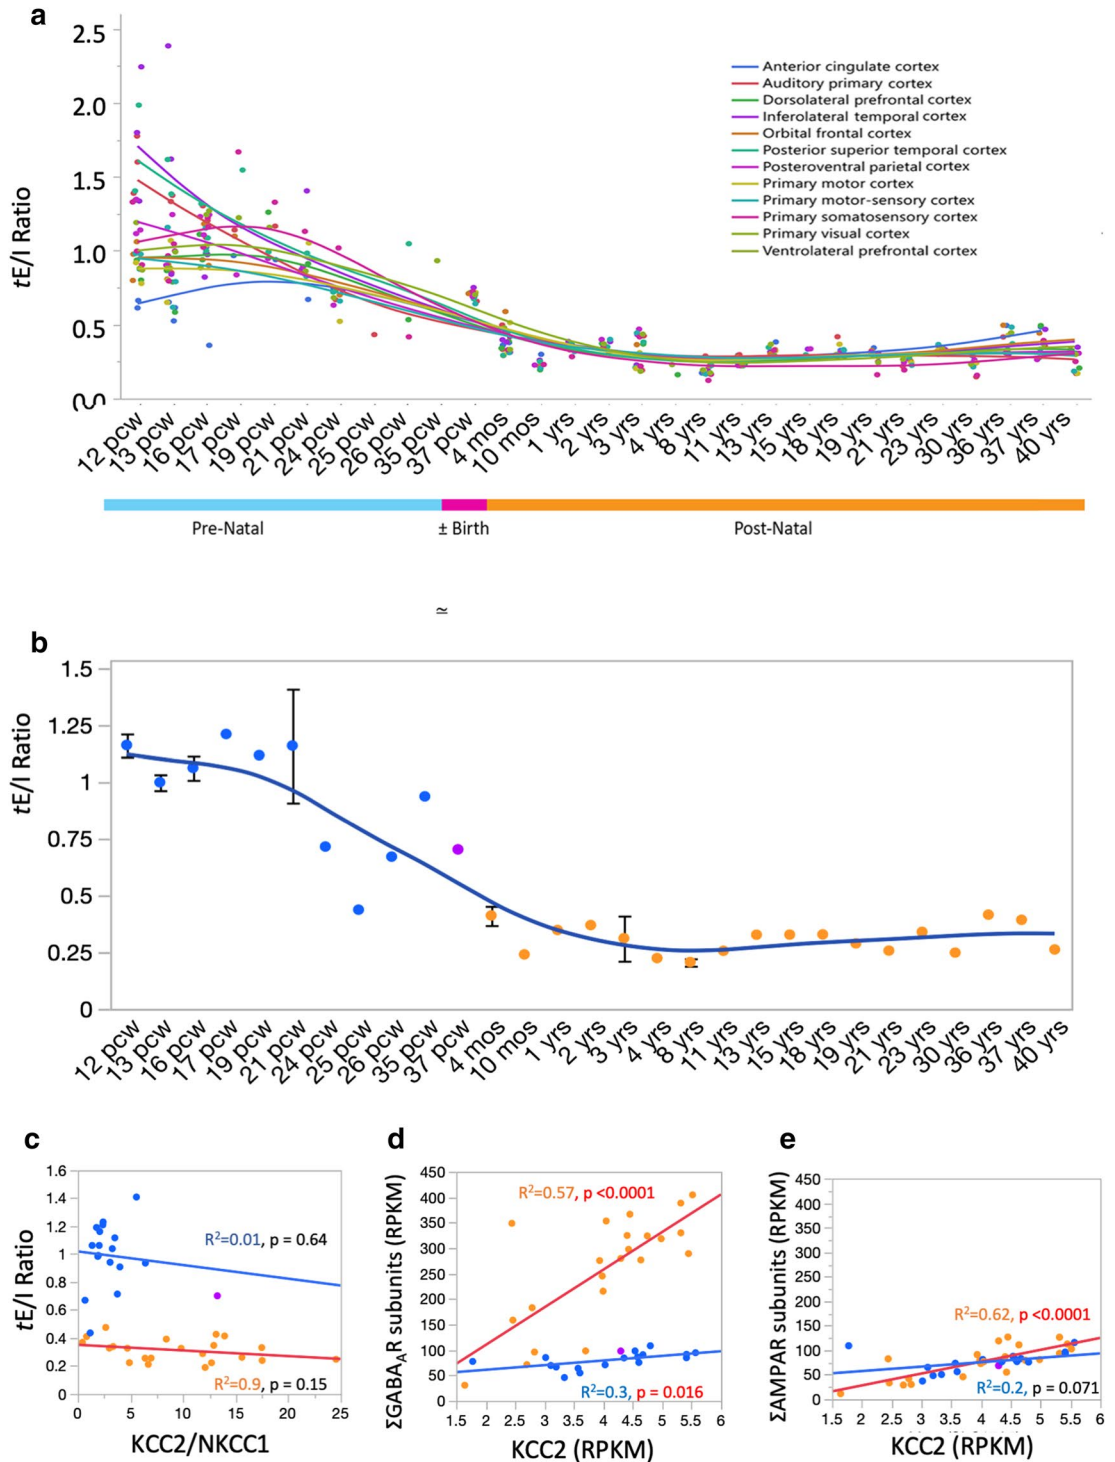 a
2.5
2.0
1.5
1.0
0.5
tE/I Ratio
Anterior cingulate cortex
Auditory primary cortex
Dorsolateral prefrontal cortex
Inferolateral temporal cortex
Orbital frontal cortex
Posterior superior temporal cortex
Posteroventral parietal cortex
Primary motor cortex
Primary motor-sensory cortex
Primary somatosensory cortex
Primary visual cortex
Ventrolateral prefrontal cortex
12 pcw 13 pcw 16 pcw 17 pcw 19 pcw 21 pcw 24 pcw 25 pcw 26 pcw 35 pcw 37 pcw 4 mos 10 mos 1 yrs 2 yrs 3 yrs 4 yrs 8 yrs 11 yrs 13 yrs 15 yrs 18 yrs 19 yrs 21 yrs 23 yrs 30 yrs 36 yrs 37 yrs 40 yrs
Pre-Natal ± Birth Post-Natal
≃
b
1.5
1.25
1
0.75
0.5
0.25
0
tE/I Ratio
12 pcw 13 pcw 16 pcw 17 pcw 19 pcw 21 pcw 24 pcw 25 pcw 26 pcw 35 pcw 37 pcw 4 mos 10 mos 1 yrs 2 yrs 3 yrs 4 yrs 8 yrs 11 yrs 13 yrs 15 yrs 18 yrs 19 yrs 21 yrs 23 yrs 30 yrs 36 yrs 37 yrs 40 yrs
c
1.6
1.4
1.2
1
0.8
0.6
0.4
0.2
0
tE/I Ratio
R²=0.01, p = 0.64
R²=0.9, p = 0.15
0 5 10 15 20 25
KCC2/NKCC1
d
450
400
350
300
250
200
150
100
50
0
ΣGABA_AR subunits (RPKM)
R²=0.57, p <0.0001
R²=0.3, p = 0.016
1.5 2 2.5 3 3.5 4 4.5 5 5.5 6
KCC2 (RPKM)
e
450
400
350
300
250
200
150
100
50
0
ΣAMPAR subunits (RPKM)
R²=0.62, p <0.0001
R²=0.2, p = 0.071
1.5 2 2.5 3 3.5 4 4.5 5 5.5 6
KCC2 (RPKM)